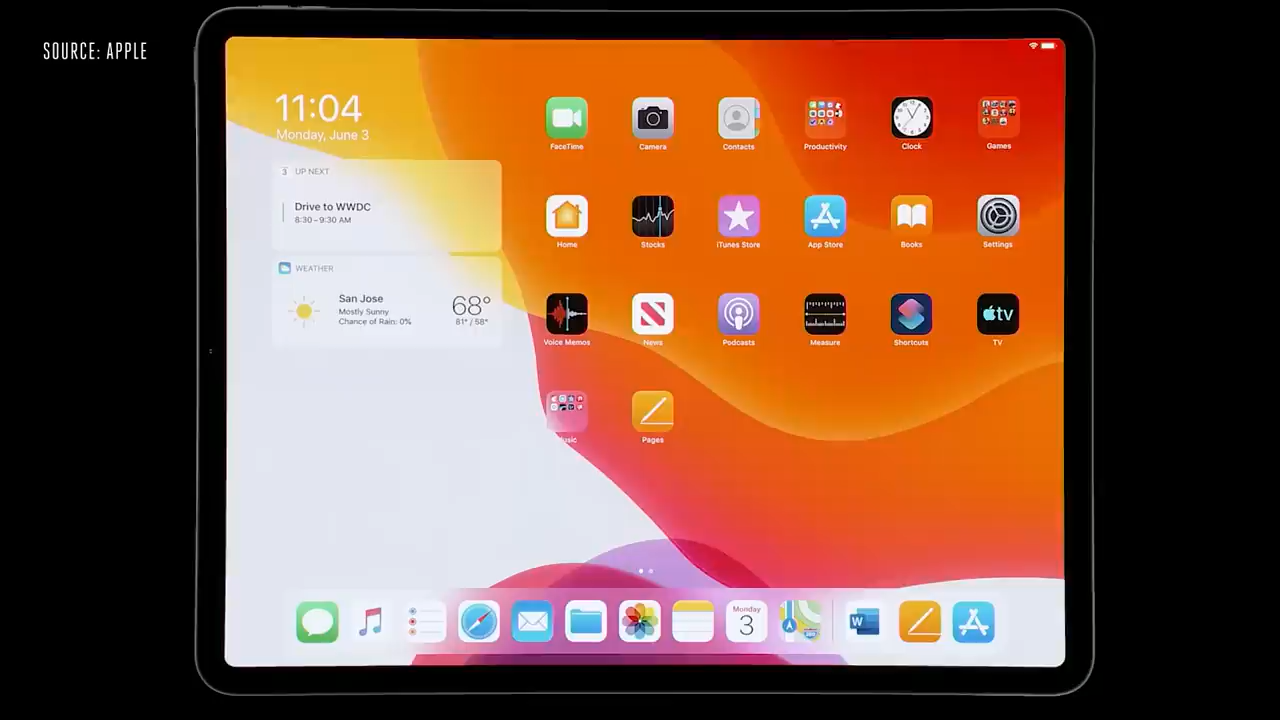 SOURCE: APPLE
11:04
Monday, June 3
3 UP NEXT
Drive to WWDC
8:30 – 9:30 AM
WEATHER
San Jose
Mostly Sunny
Chance of Rain: 0%
68°
81° / 58°
FaceTime
Camera
Contacts
Productivity
Clock
Games
Home
Stocks
iTunes Store
App Store
Books
Settings
Voice Memos
News
Podcasts
Measure
Shortcuts
tv
TV
Music
Pages
Monday
3
W